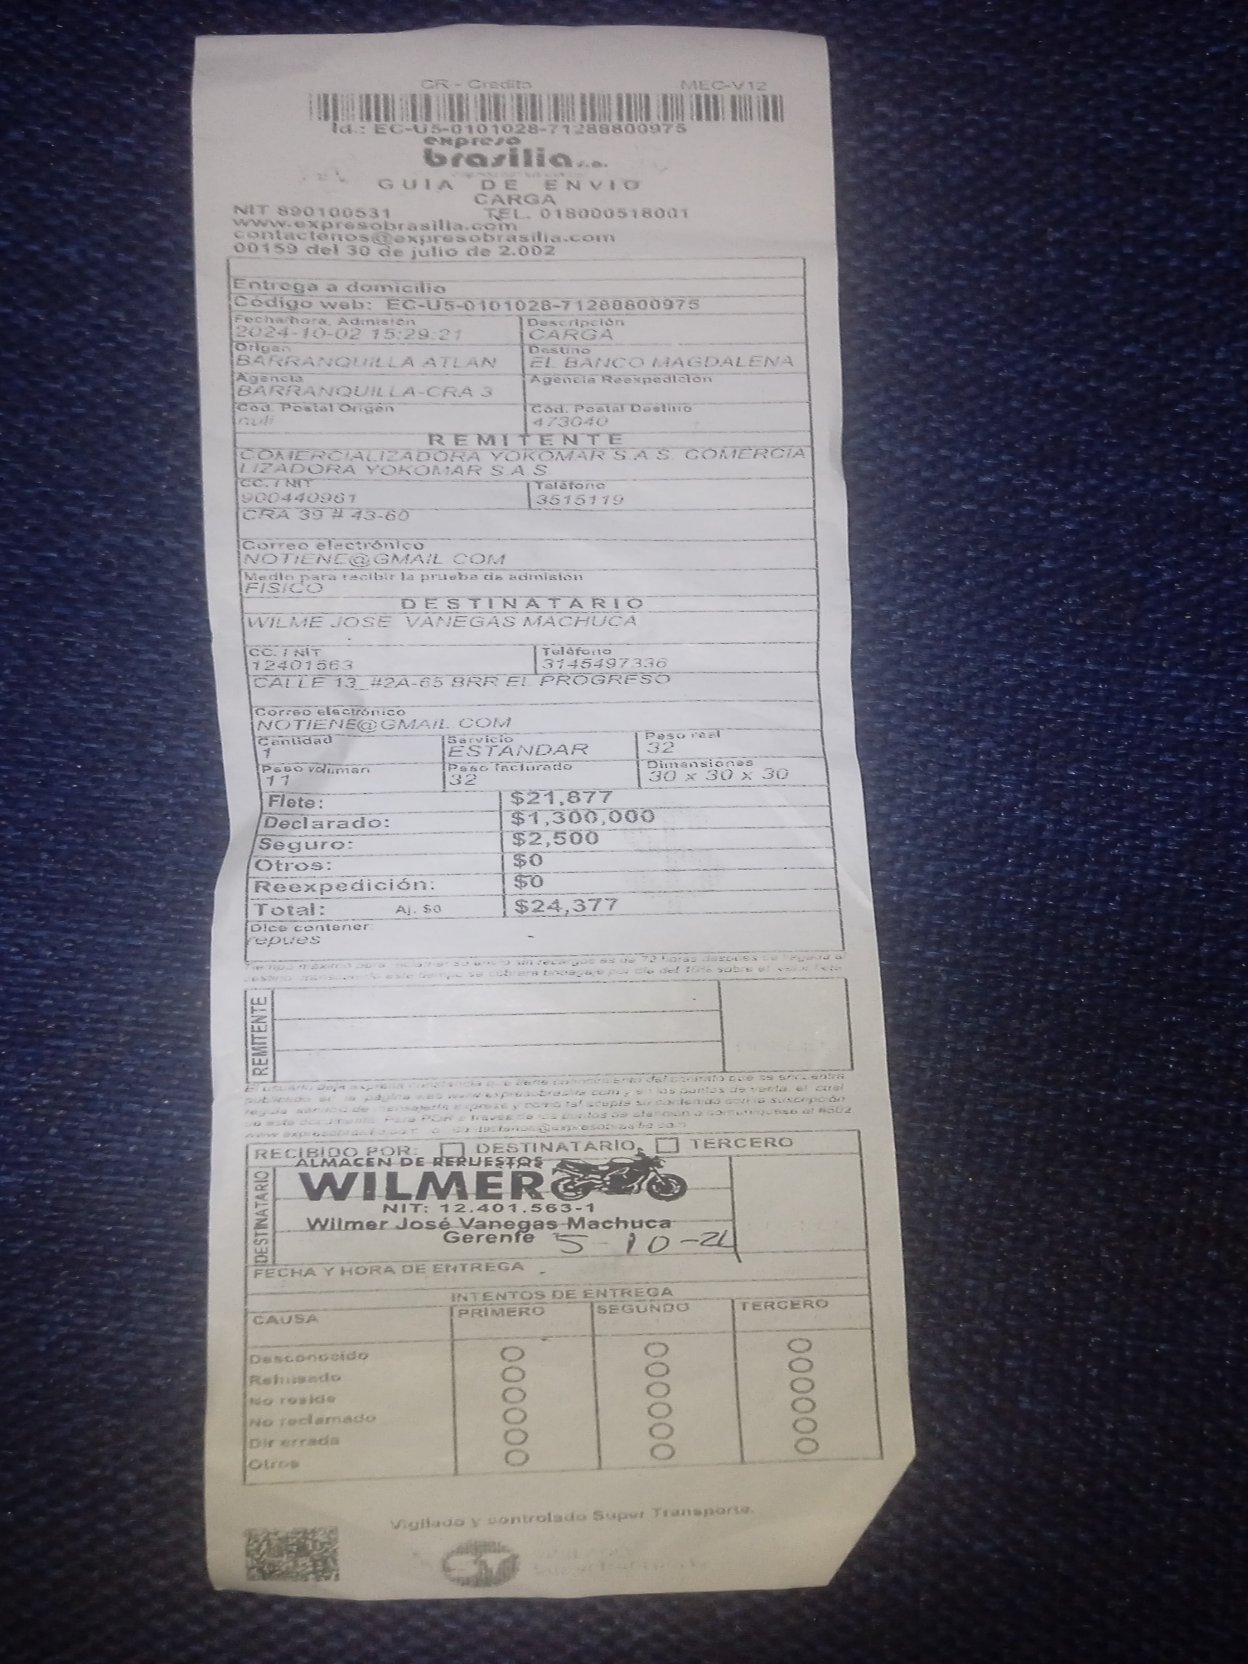 CR - Credito MEC-V12
Id.: EC-U5-0101028-71288800975
expreso
brasilia s.a.
GUIA DE ENVIO
CARGA
NIT 890100531 TEL. 018000518001
www.expresobrasilia.com
contactenos@expresobrasilia.com
00159 del 30 de julio de 2.002
Entrega a domicilio
Código web: EC-U5-0101028-71288800975
Fecha/hora, Admisión Descripción
2024-10-02 15:29:21 CARGA
Origen Destino
BARRANQUILLA ATLAN EL BANCO MAGDALENA
Agencia Agencia Reexpedición
BARRANQUILLA-CRA 3
Cód. Postal Origen Cód. Postal Destino
null 473040
REMITENTE
COMERCIALIZADORA YOKOMAR S.A.S. COMERCIA
LIZADORA YOKOMAR S A S
CC. / NIT Teléfono
900440961 3515119
CRA 39 # 43-60
Correo electrónico
NOTIENE@GMAIL.COM
Medio para recibir la prueba de admisión
FISICO
DESTINATARIO
WILME JOSE VANEGAS MACHUCA
CC. / NIT Teléfono
12401563 3145497336
CALLE 13_#2A-65 BRR EL PROGRESO
Correo electrónico
NOTIENE@GMAIL.COM
Cantidad Servicio Peso real
1 ESTANDAR 32
Peso volumen Peso facturado Dimensiones
11 32 30 x 30 x 30
Flete: $21,877
Declarado: $1,300,000
Seguro: $2,500
Otros: $0
Reexpedición: $0
Total: Aj. $0 $24,377
Dice contener:
repues
REMITENTE
RECIBIDO POR: DESTINATARIO, TERCERO
DESTINATARIO
ALMACEN DE REPUESTOS
WILMER
NIT: 12.401.563-1
Wilmer José Vanegas Machuca
Gerente 5-10-24
FECHA Y HORA DE ENTREGA
INTENTOS DE ENTREGA
CAUSA PRIMERO SEGUNDO TERCERO
Desconocido
Rehusado
No reside
No reclamado
Dir errada
Otros
Vigilado y controlado Super Transporte.